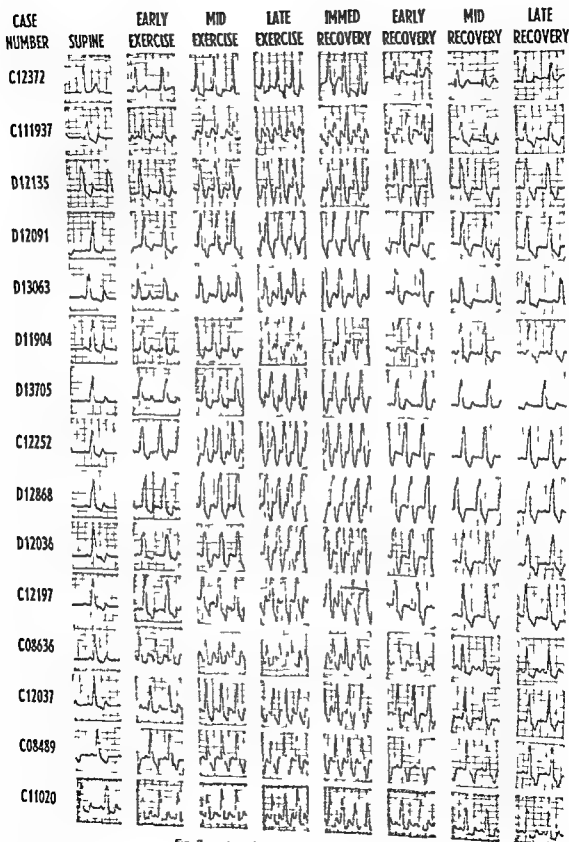 CASE NUMBER SUPINE EARLY EXERCISE MID EXERCISE LATE EXERCISE IMMED RECOVERY EARLY RECOVERY MID RECOVERY LATE RECOVERY
C12372
C111937
D12135
D12091
D13063
D11904
D13705
C12252
D12868
D12036
C12197
C08636
C12037
C08489
C11020